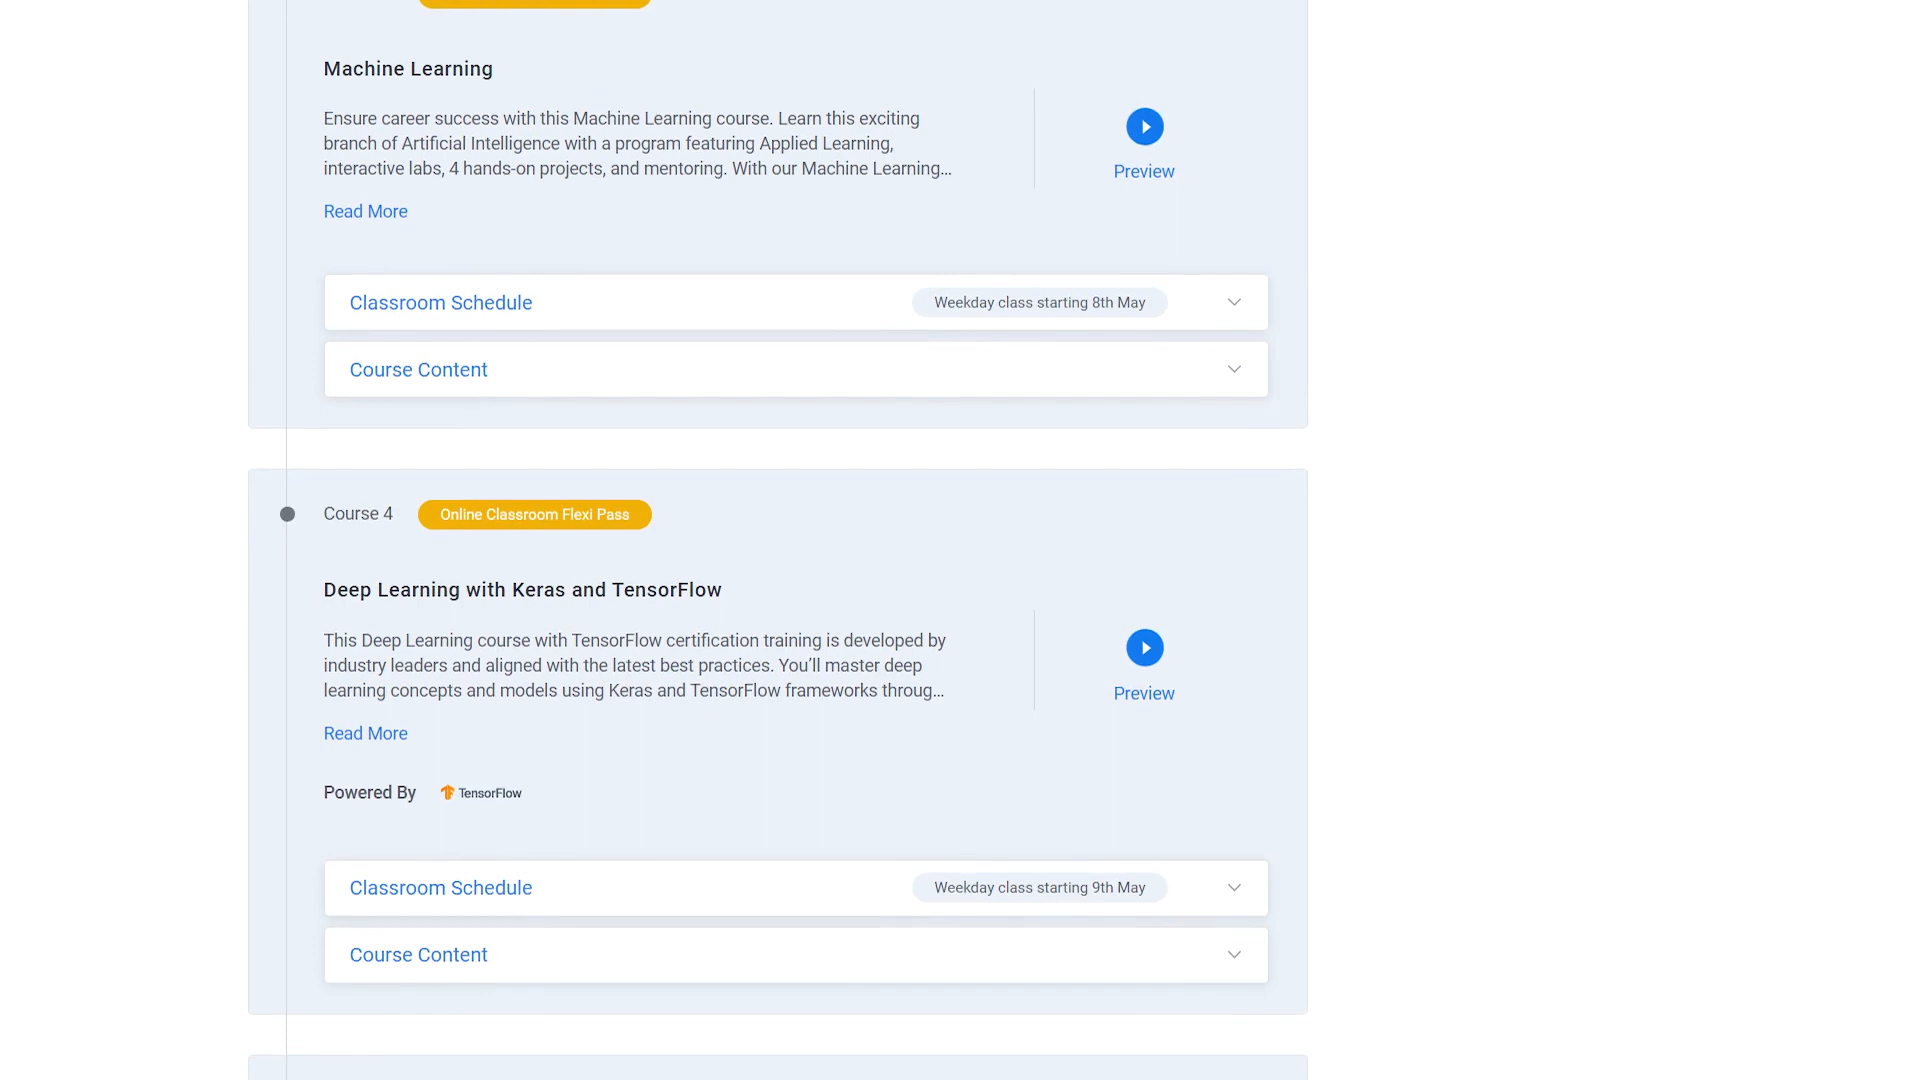 Machine Learning
Ensure career success with this Machine Learning course. Learn this exciting
branch of Artificial Intelligence with a program featuring Applied Learning,
interactive labs, 4 hands-on projects, and mentoring. With our Machine Learning...
Preview
Read More
Classroom Schedule
Weekday class starting 8th May
Course Content
Course 4
Online Classroom Flexi Pass
Deep Learning with Keras and TensorFlow
This Deep Learning course with TensorFlow certification training is developed by
industry leaders and aligned with the latest best practices. You’ll master deep
learning concepts and models using Keras and TensorFlow frameworks throug...
Preview
Read More
Powered By
TensorFlow
Classroom Schedule
Weekday class starting 9th May
Course Content